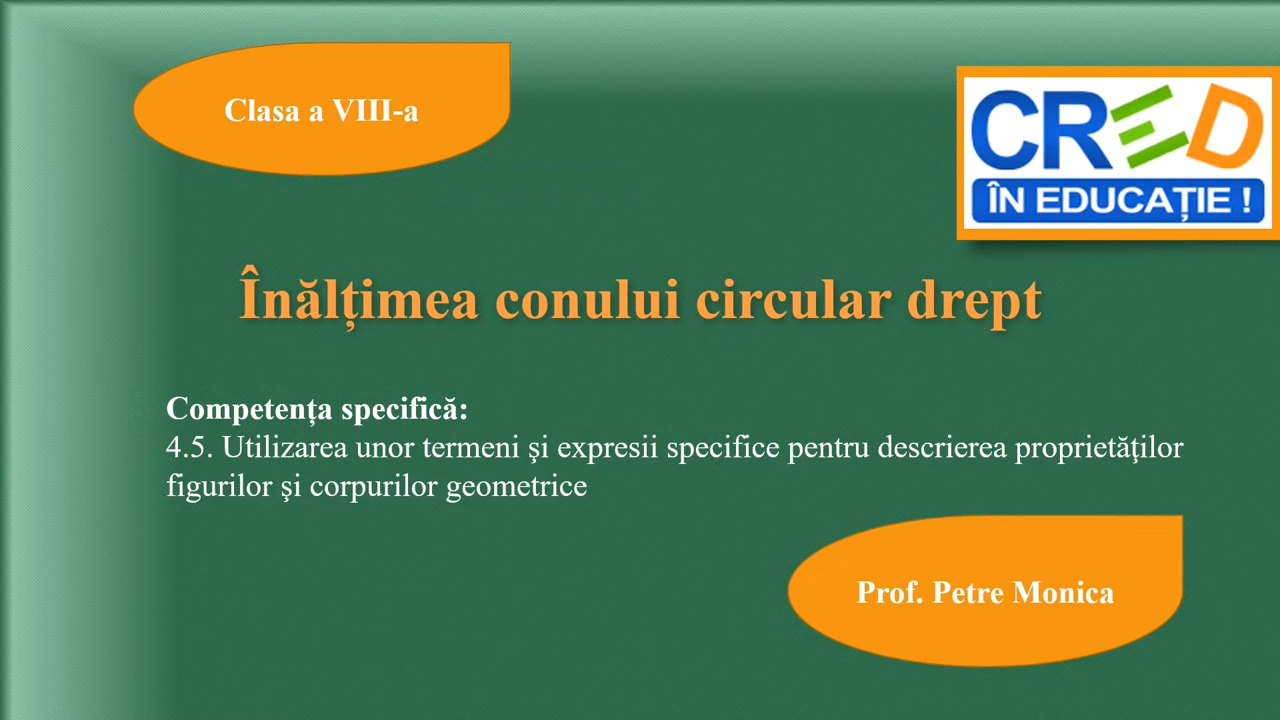 Clasa a VIII-a
CRED
ÎN EDUCAȚIE !
Înălțimea conului circular drept
Competența specifică:
4.5. Utilizarea unor termeni şi expresii specifice pentru descrierea proprietăţilor
figurilor şi corpurilor geometrice
Prof. Petre Monica